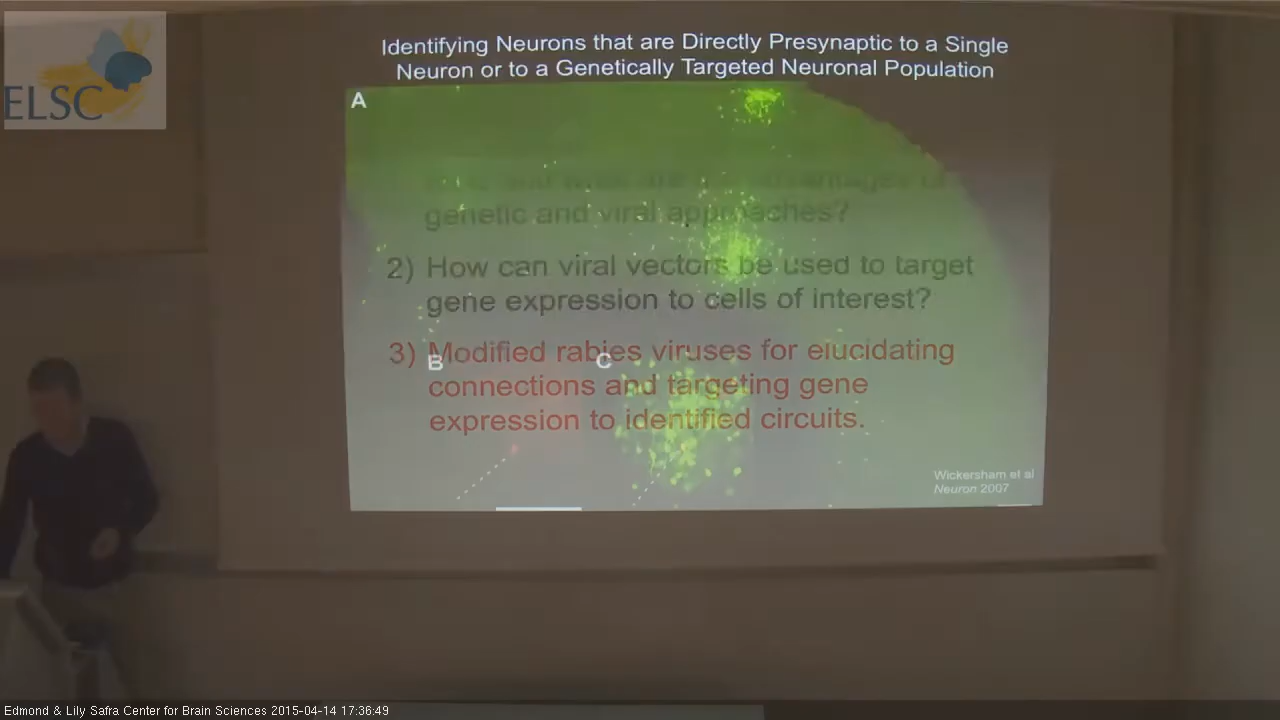 ELSC
Identifying Neurons that are Directly Presynaptic to a Single
Neuron or to a Genetically Targeted Neuronal Population
A
genetic and viral approaches?
2) How can viral vectors be used to target
gene expression to cells of interest?
3) Modified rabies viruses for elucidating
B
C
connections and targeting gene
expression to identified circuits.
Wickersham et al
Neuron 2007
Edmond & Lily Safra Center for Brain Sciences 2015-04-14 17:36:49